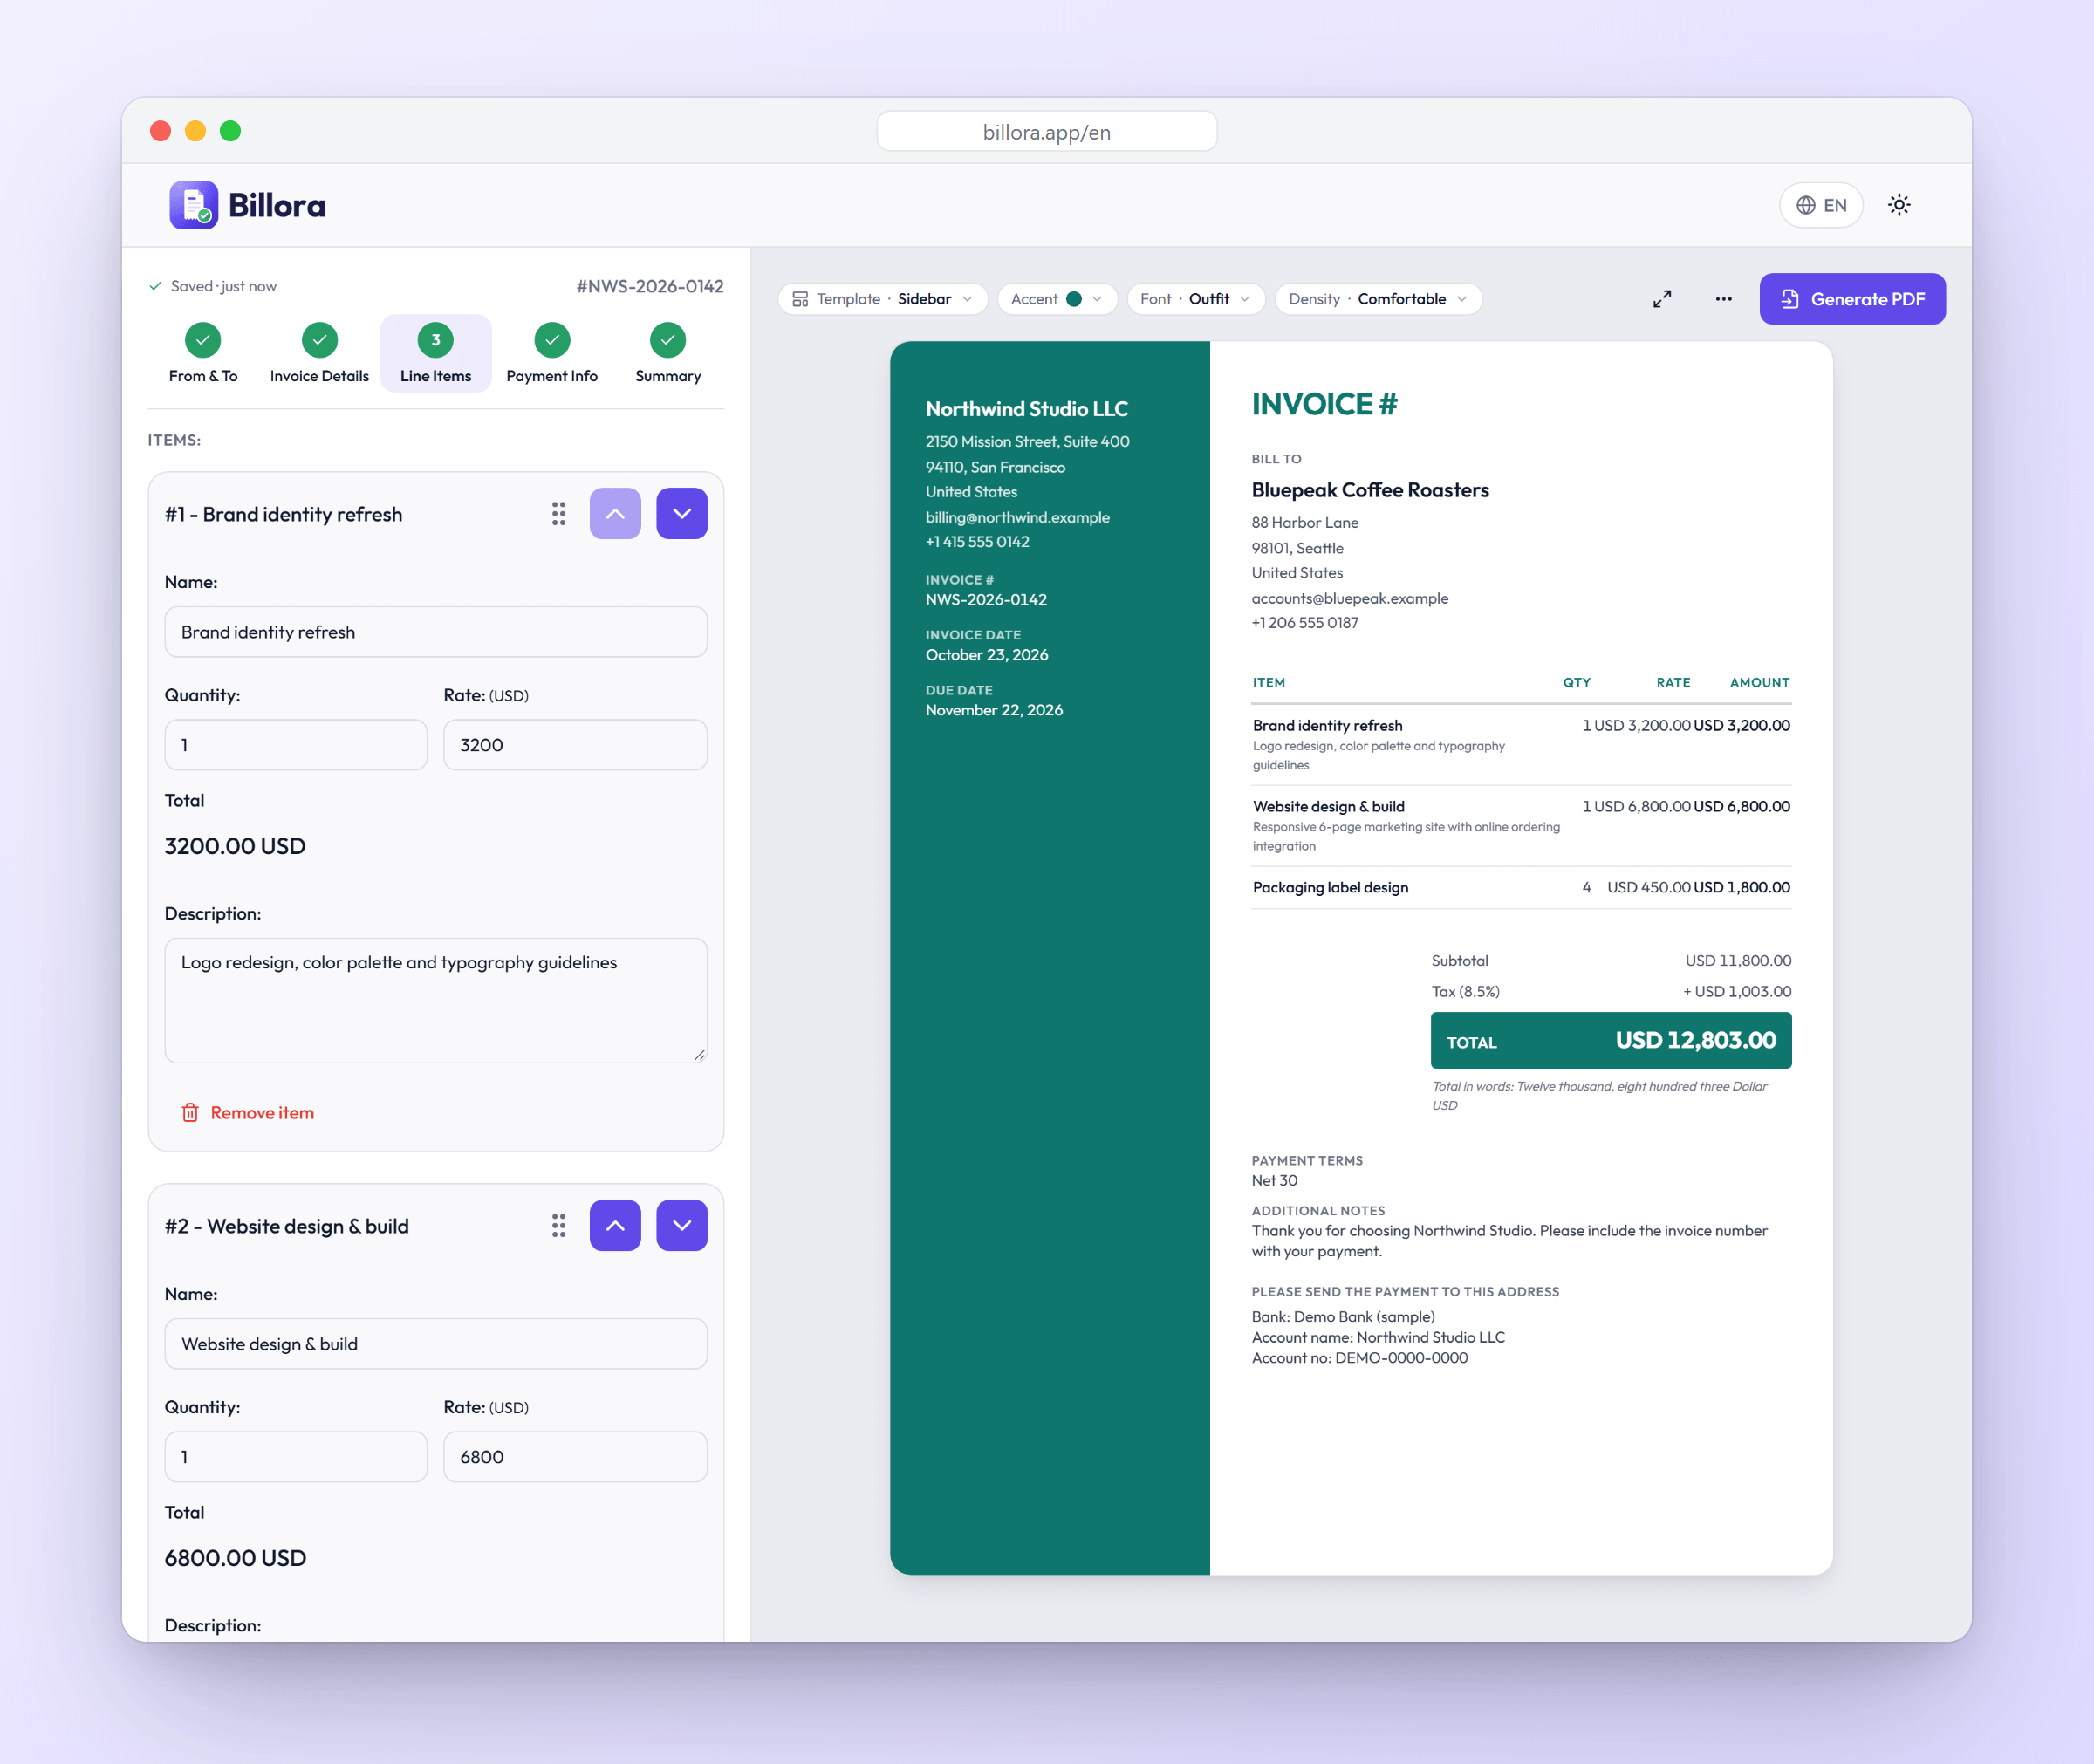 billora.app/en
Billora
EN
Saved · just now
#NWS-2026-0142
From & To
Invoice Details
3
Line Items
Payment Info
Summary
ITEMS:
#1 - Brand identity refresh
Name:
Brand identity refresh
Quantity:
Rate: (USD)
1
3200
Total
3200.00 USD
Description:
Logo redesign, color palette and typography guidelines
Remove item
#2 - Website design & build
Name:
Website design & build
Quantity:
Rate: (USD)
1
6800
Total
6800.00 USD
Description:
Template · Sidebar
Accent
Font · Outfit
Density · Comfortable
Generate PDF
Northwind Studio LLC
2150 Mission Street, Suite 400
94110, San Francisco
United States
billing@northwind.example
+1 415 555 0142
INVOICE #
NWS-2026-0142
INVOICE DATE
October 23, 2026
DUE DATE
November 22, 2026
INVOICE #
BILL TO
Bluepeak Coffee Roasters
88 Harbor Lane
98101, Seattle
United States
accounts@bluepeak.example
+1 206 555 0187
ITEM QTY RATE AMOUNT
Brand identity refresh 1 USD 3,200.00 USD 3,200.00
Logo redesign, color palette and typography
guidelines
Website design & build 1 USD 6,800.00 USD 6,800.00
Responsive 6-page marketing site with online ordering
integration
Packaging label design 4 USD 450.00 USD 1,800.00
Subtotal USD 11,800.00
Tax (8.5%) + USD 1,003.00
TOTAL USD 12,803.00
Total in words: Twelve thousand, eight hundred three Dollar
USD
PAYMENT TERMS
Net 30
ADDITIONAL NOTES
Thank you for choosing Northwind Studio. Please include the invoice number
with your payment.
PLEASE SEND THE PAYMENT TO THIS ADDRESS
Bank: Demo Bank (sample)
Account name: Northwind Studio LLC
Account no: DEMO-0000-0000